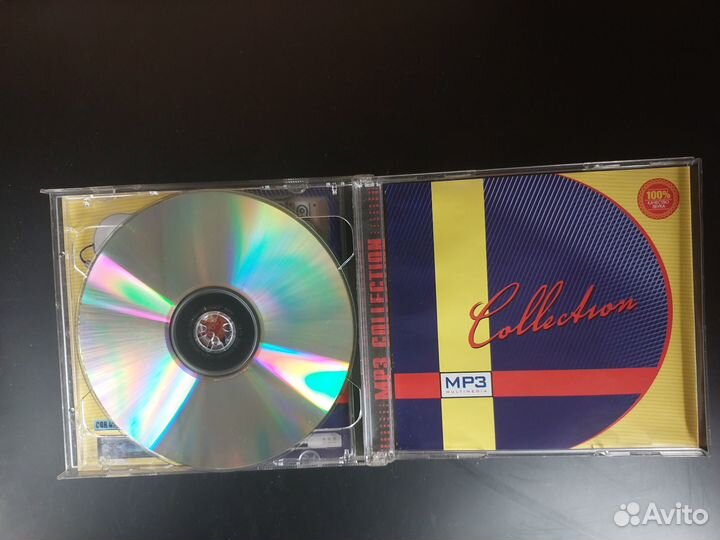 MP3 COLLECTION
100%
КАЧЕСТВО
ЗВУКА
Collection
MP3
MULTIMEDIA
Avito